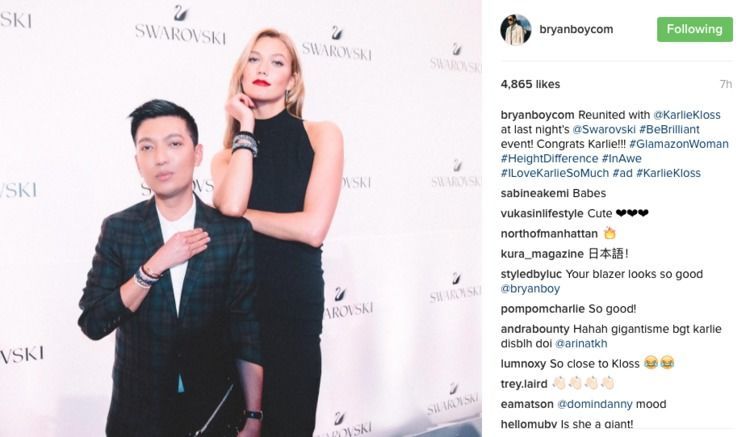 SKI
SWAROVSKI
SWAROVSKI
SWAROVSKI
SWAROVSKI
SWAROVSKI
SWAROVSKI
OVSKI
SWAROVSKI
SWAROVSKI
bryanboycom
Following
4,865 likes
7h
bryanboycom Reunited with @KarlieKloss
at last night's @Swarovski #BeBrilliant
event! Congrats Karlie!!! #GlamazonWoman
#HeightDifference #InAwe
#ILoveKarlieSoMuch #ad #KarlieKloss
sabineakemi Babes
vukasinlifestyle Cute ❤❤❤
northofmanhattan 🔥
kura_magazine 日本語!
styledbyluc Your blazer looks so good
@bryanboy
pompomcharlie So good!
andrabounty Hahah gigantisme bgt karlie
disblh doi @arinatkh
lumnoxy So close to Kloss 😂😂
trey.laird 👏🏻👏🏻👏🏻👏🏻
eamatson @domindanny mood
hellomuby Is she a giant!